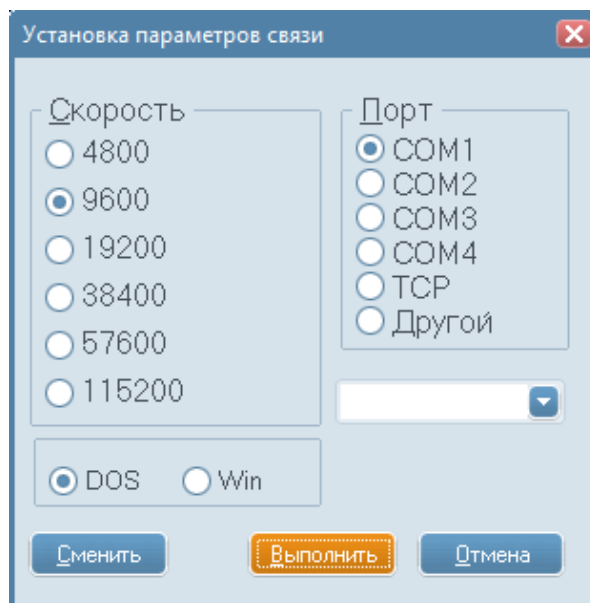 Установка параметров связи
Скорость
4800
9600
19200
38400
57600
115200
Порт
COM1
COM2
COM3
COM4
TCP
Другой
DOS
Win
Сменить
Выполнить
Отмена